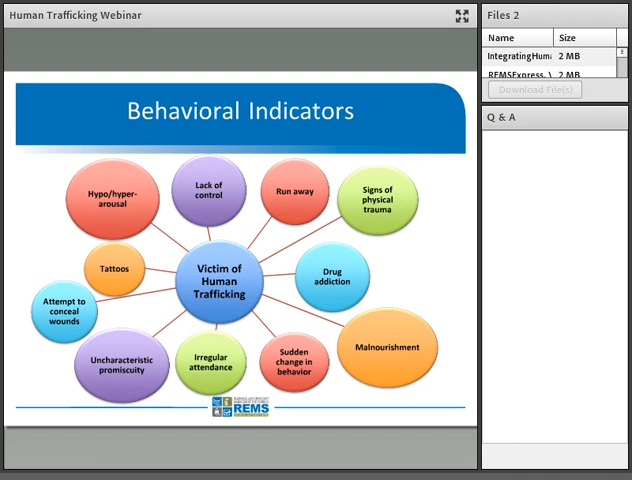 Human Trafficking Webinar
Files 2
Name
Size
IntegratingHuma
2 MB
REMSExpress.
2 MB
Download File(s)
Q & A
Behavioral Indicators
Hypo/hyper-
arousal
Lack of
control
Run away
Signs of
physical
trauma
Tattoos
Victim of
Human
Trafficking
Drug
addiction
Attempt to
conceal
wounds
Uncharacteristic
promiscuity
Irregular
attendance
Sudden
change in
behavior
Malnourishment
REMS